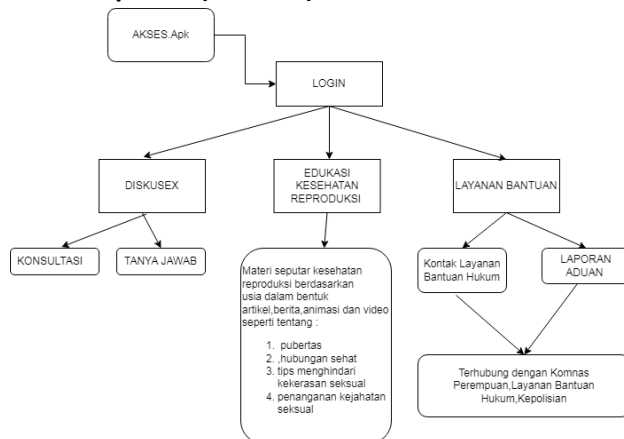 AKSES.Apk
LOGIN
DISKUSEX
EDUKASI
KESEHATAN
REPRODUKSI
LAYANAN BANTUAN
KONSULTASI
TANYA JAWAB
Materi seputar kesehatan
reproduksi berdasarkan
usia dalam bentuk
artikel,berita,animasi dan video
seperti tentang :
1. pubertas
2. ,hubungan sehat
3. tips menghindari
kekerasan seksual
4. penanganan kejahatan
seksual
Kontak Layanan
Bantuan Hukum
LAPORAN
ADUAN
Terhubung dengan Komnas
Perempuan,Layanan Bantuan
Hukum,Kepolisian